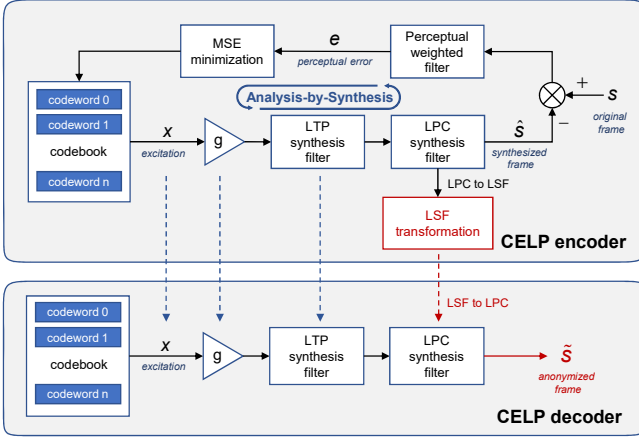 MSE
minimization
e
perceptual error
Perceptual
weighted
filter
Analysis-by-Synthesis
+
s
original
frame
−
codeword 0
codeword 1
codebook
codeword n
x
excitation
g
LTP
synthesis
filter
LPC
synthesis
filter
ŝ
synthesized
frame
LPC to LSF
LSF
transformation
CELP encoder
LSF to LPC
codeword 0
codeword 1
codebook
codeword n
x
excitation
g
LTP
synthesis
filter
LPC
synthesis
filter
s̃
anonymized
frame
CELP decoder